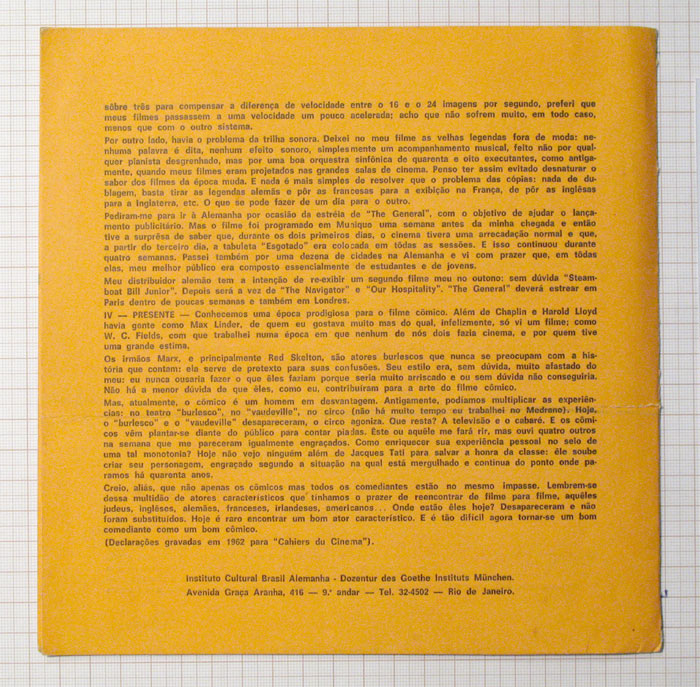 sôbre três para compensar a diferença de velocidade entre o 16 e o 24 imagens por segundo, preferi que
meus filmes passassem a uma velocidade um pouco acelerada; acho que não sofrem muito, em todo caso,
menos que com o outro sistema.
Por outro lado, havia o problema da trilha sonora. Deixei no meu filme as velhas legendas fora de moda: ne-
nhuma palavra é dita, nenhum efeito sonoro, simplesmente um acompanhamento musical, feito não por qual-
quer pianista desgrenhado, mas por uma boa orquestra sinfônica de quarenta e oito executantes, como antiga-
mente, quando meus filmes eram projetados nas grandes salas de cinema. Penso ter assim evitado desnaturar o
sabor dos filmes da época muda. E nada é mais simples de resolver que o problema das cópias: nada de du-
blagem, basta tirar as legendas alemãs e pôr as francesas para a exibição na França, de pôr as inglêsas
para a Inglaterra, etc. O que se pode fazer de um dia para o outro.
Pediram-me para ir à Alemanha por ocasião da estréia de "The General", com o objetivo de ajudar o lança-
mento publicitário. Mas o filme foi programado em Munique uma semana antes da minha chegada e então
tive a surprêsa de saber que, durante os dois primeiros dias, o cinema tivera uma arrecadação normal e que,
a partir do terceiro dia, a tabuleta "Esgotado" era colocada em tôdas as sessões. E isso continuou durante
quatro semanas. Passei também por uma dezena de cidades na Alemanha e vi com prazer que, em tôdas
elas, meu melhor público era composto essencialmente de estudantes e de jovens.
Meu distribuidor alemão tem a intenção de re-exibir um segundo filme meu no outono: sem dúvida "Steam-
boat Bill Junior". Depois será a vez de "The Navigator" e "Our Hospitality". "The General" deverá estrear em
Paris dentro de poucas semanas e também em Londres.
IV — PRESENTE — Conhecemos uma época prodigiosa para o filme cômico. Além de Chaplin e Harold Lloyd
havia gente como Max Linder, de quem eu gostava muito mas do qual, infelizmente, só vi um filme; como
W. C. Fields, com que trabalhei numa época em que nenhum de nós dois fazia cinema, e por quem tive
uma grande estima.
Os irmãos Marx, e principalmente Red Skelton, são atores burlescos que nunca se preocupam com a his-
tória que contam: ela serve de pretexto para suas confusões. Seu estilo era, sem dúvida, muito afastado do
meu: eu nunca ousaria fazer o que êles faziam porque seria muito arriscado e ou sem dúvida não conseguiria.
Não há a menor dúvida de que êles, como eu, contribuiram para a arte do filme cômico.
Mas, atualmente, o cômico é um homem em desvantagem. Antigamente, podíamos multiplicar as experiên-
cias: no teatro "burlesco", no "vaudeville", no circo (não há muito tempo eu trabalhei no Medrano). Hoje,
o "burlesco" e o "vaudeville" desapareceram, o circo agoniza. Que resta? A televisão e o cabaré. E os cômi-
cos vêm plantar-se diante do público para contar piadas. Este ou aquêle me fará rir, mas ouvi quatro outros
na semana que me pareceram igualmente engraçados. Como enriquecer sua experiência pessoal no seio de
uma tal monotonia? Hoje não vejo ninguém além de Jacques Tati para salvar a honra da classe: êle soube
criar seu personagem, engraçado segundo a situação na qual está mergulhado e continua do ponto onde pa-
ramos há quarenta anos.
Creio, aliás, que não apenas os cômicos mas todos os comediantes estão no mesmo impasse. Lembrem-se
dessa multidão de atores característicos que tínhamos o prazer de reencontrar de filme para filme, aquêles
judeus, inglêses, alemães, franceses, irlandeses, americanos... Onde estão êles hoje? Desapareceram e não
foram substituídos. Hoje é raro encontrar um bom ator característico. E é tão difícil agora tornar-se um bom
comediante como um bom cômico.
(Declarações gravadas em 1962 para "Cahiers du Cinema").
Instituto Cultural Brasil Alemanha - Dozentur des Goethe Instituts München.
Avenida Graça Aranha, 416 — 9.º andar — Tel. 32-4502 — Rio de Janeiro.